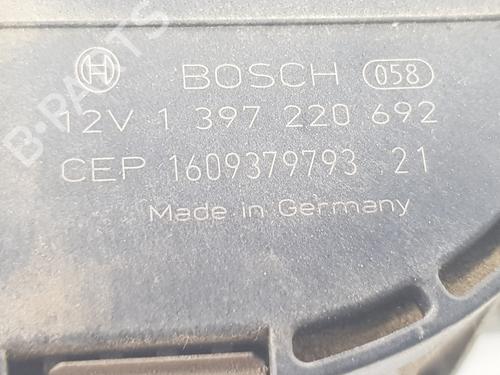 BOSCH 058
12V 1 397 220 692
CEP 1609379793 21
Made in Germany
B-PARTS